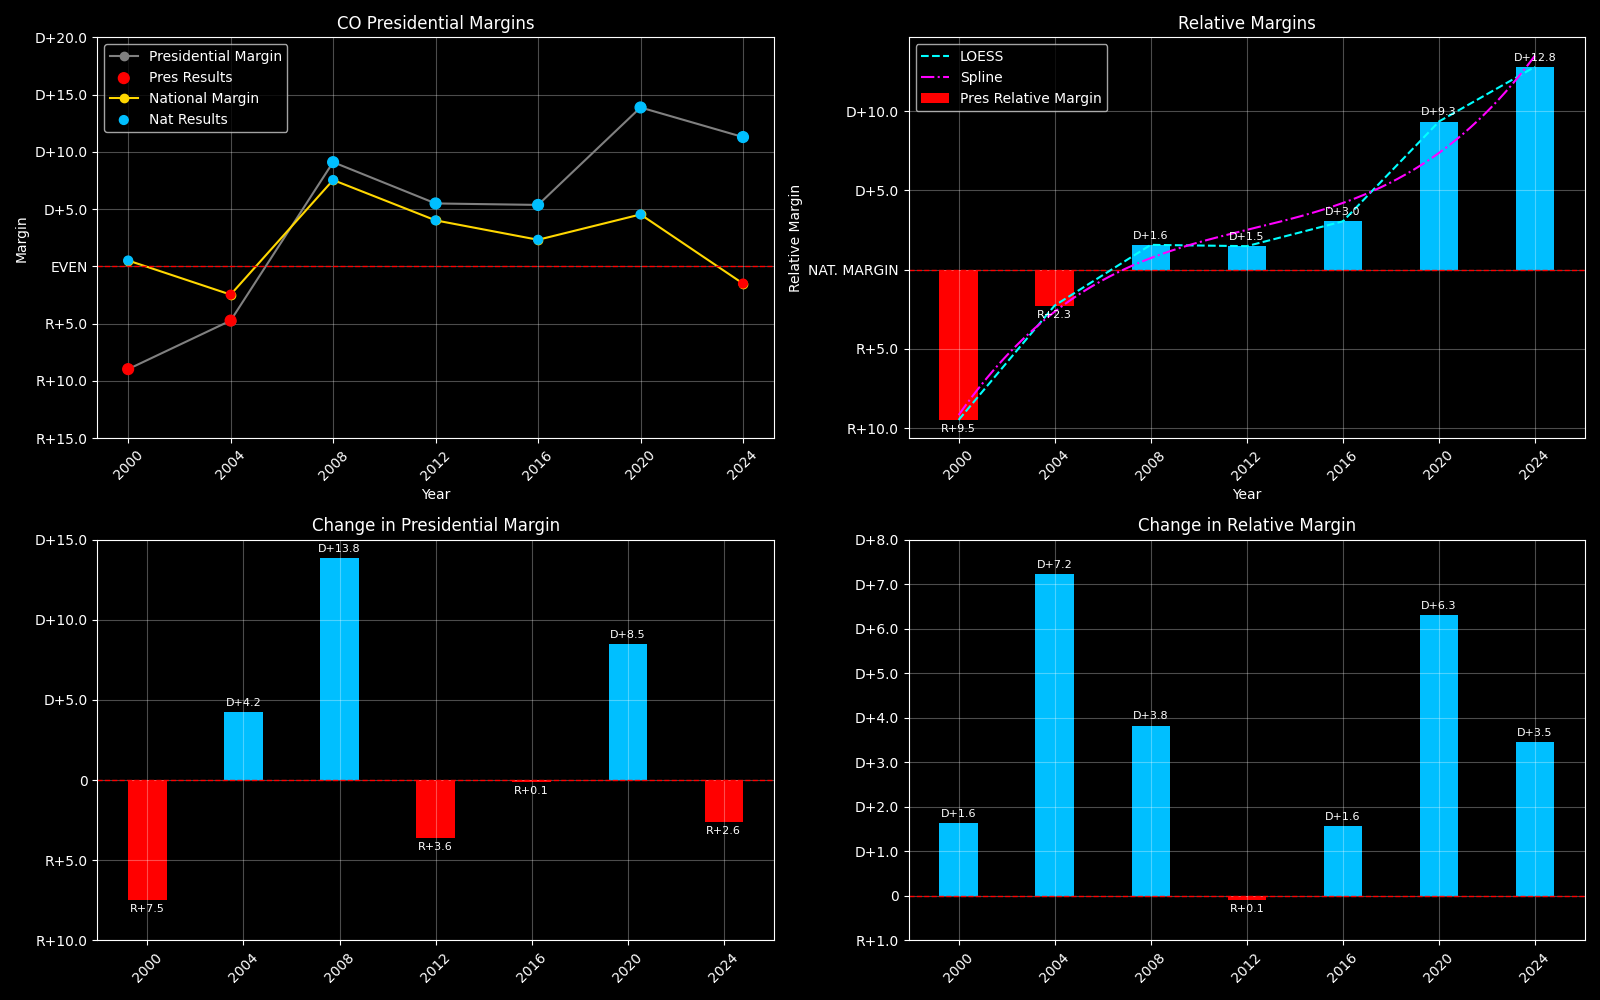 CO Presidential Margins
D+20.0
D+15.0
D+10.0
D+5.0
EVEN
R+5.0
R+10.0
R+15.0
Margin
Presidential Margin
Pres Results
National Margin
Nat Results
2000
2004
2008
2012
2016
2020
2024
Year
Relative Margins
D+10.0
D+5.0
NAT. MARGIN
R+5.0
R+10.0
Relative Margin
LOESS
Spline
Pres Relative Margin
R+9.5
R+2.3
D+1.6
D+1.5
D+3.0
D+9.3
D+12.8
2000
2004
2008
2012
2016
2020
2024
Year
Change in Presidential Margin
D+15.0
D+10.0
D+5.0
0
R+5.0
R+10.0
R+7.5
D+4.2
D+13.8
R+3.6
R+0.1
D+8.5
R+2.6
2000
2004
2008
2012
2016
2020
2024
Change in Relative Margin
D+8.0
D+7.0
D+6.0
D+5.0
D+4.0
D+3.0
D+2.0
D+1.0
0
R+1.0
D+1.6
D+7.2
D+3.8
R+0.1
D+1.6
D+6.3
D+3.5
2000
2004
2008
2012
2016
2020
2024